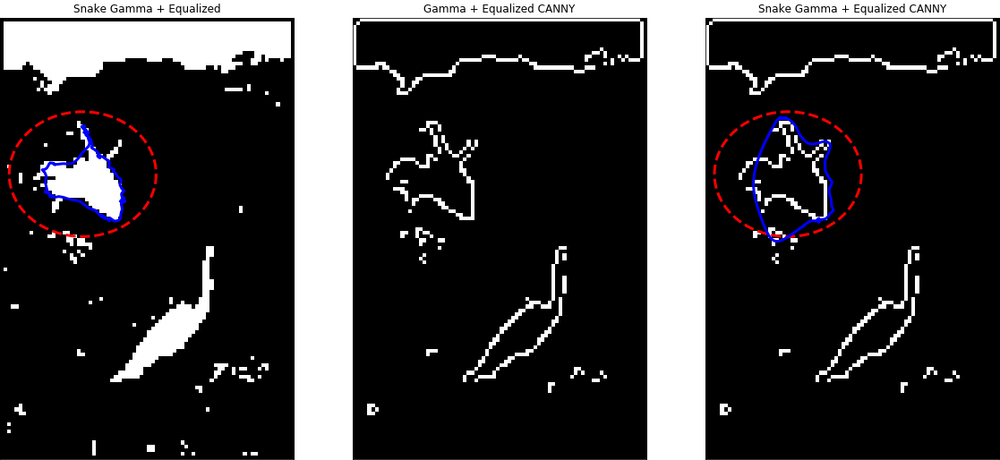 Snake Gamma + Equalized
Gamma + Equalized CANNY
Snake Gamma + Equalized CANNY